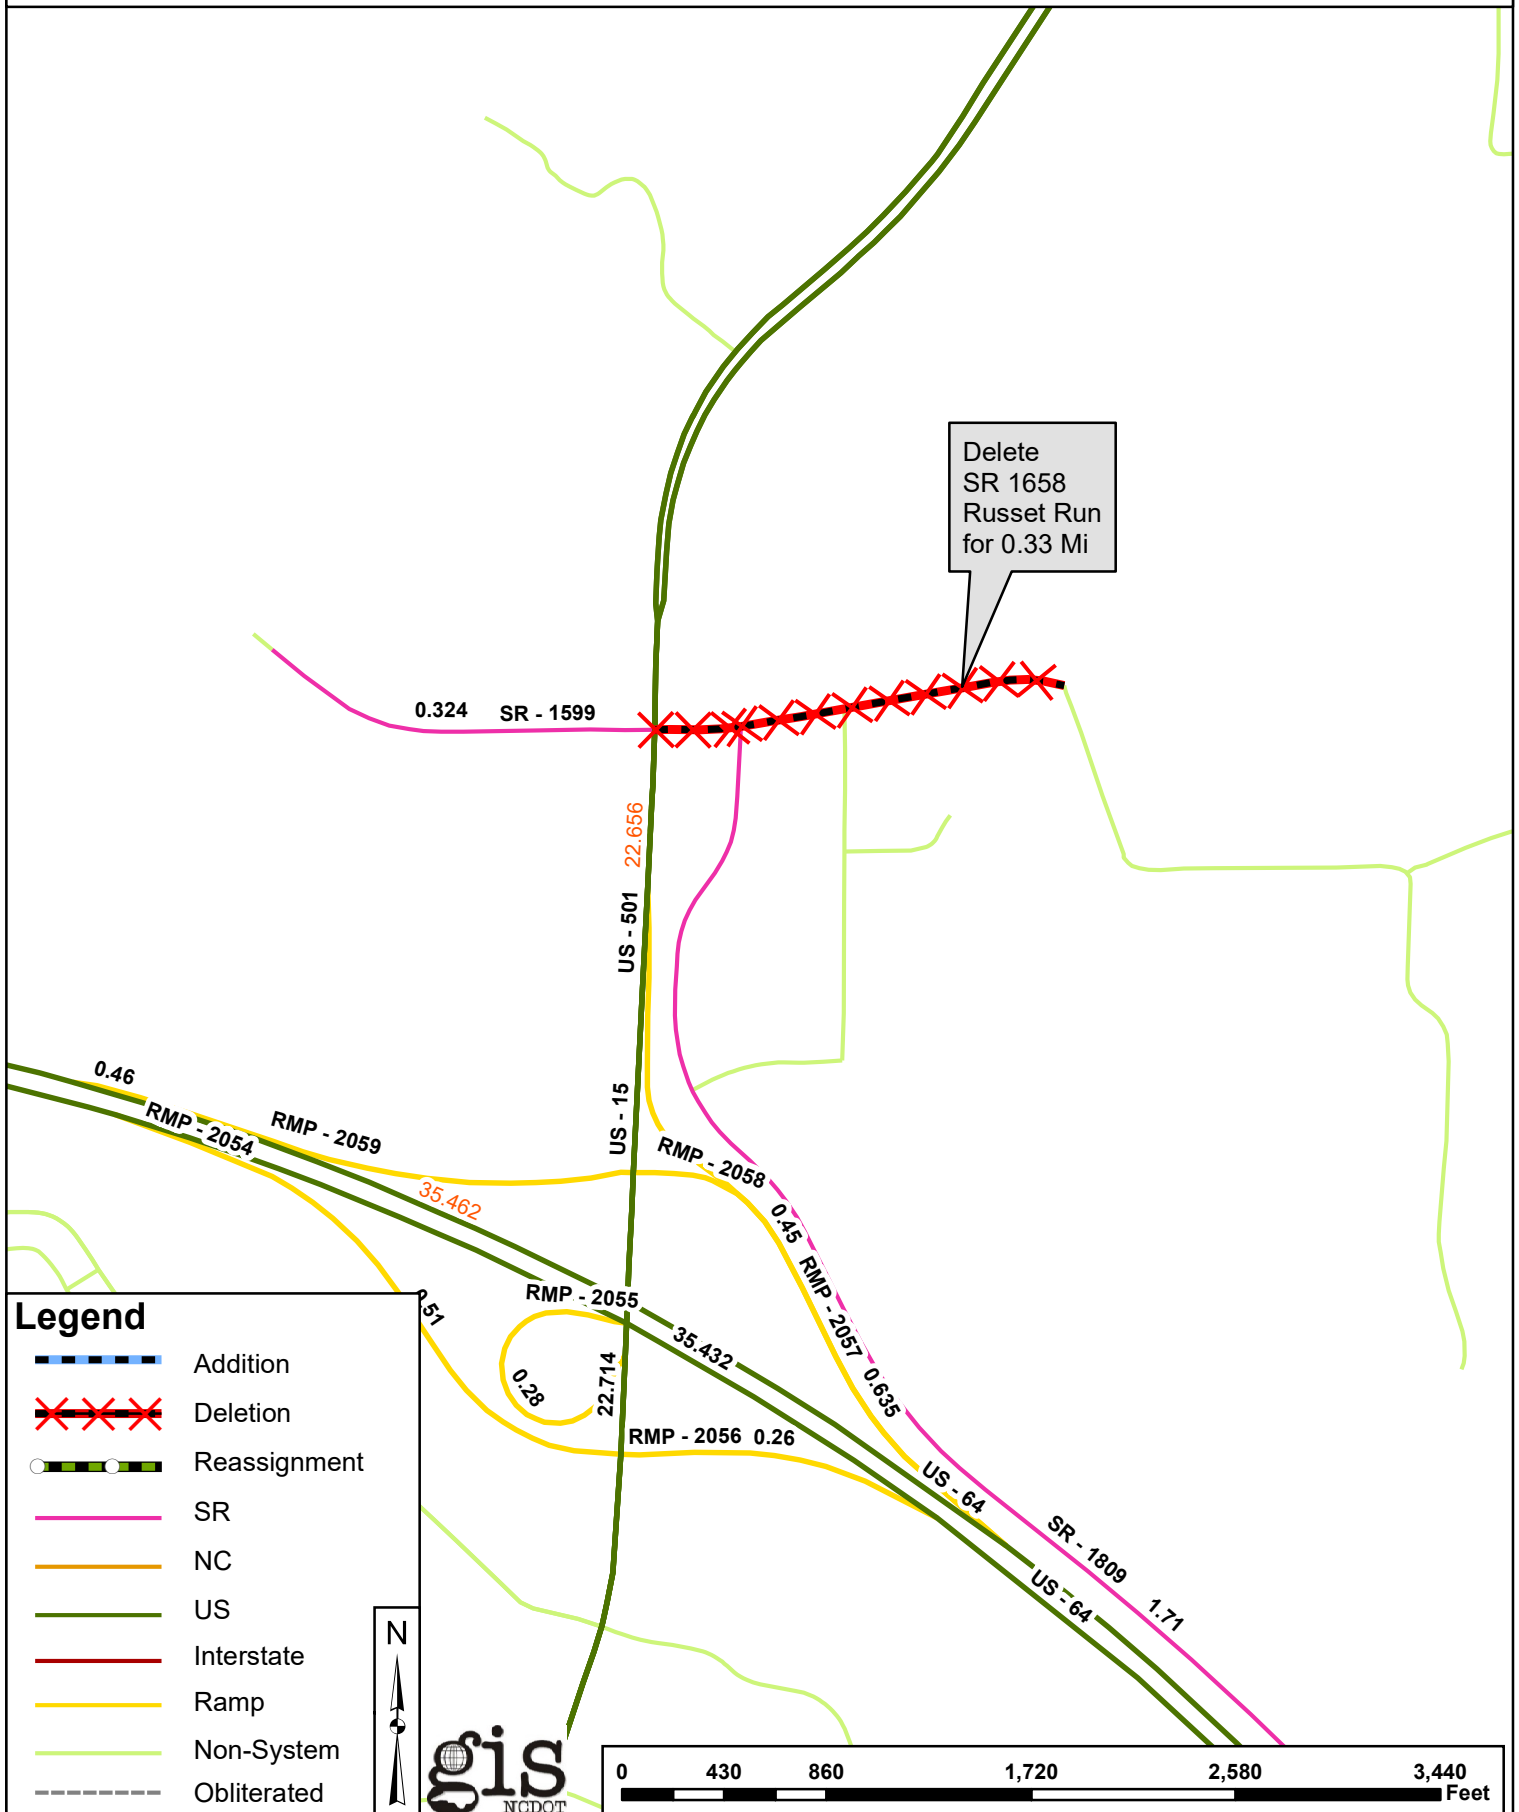 Delete
SR 1658
Russet Run
for 0.33 Mi
0.324 SR - 1599
22.656
US - 501
US - 15
0.46
RMP - 2054
RMP - 2059
35.462
RMP - 2058
0.45
RMP - 2057
0.635
RMP - 2055
35.432
0.28
22.714
RMP - 2056 0.26
US - 64
US - 64
SR - 1809
1.71
Legend
Addition
Deletion
Reassignment
SR
NC
US
Interstate
Ramp
Non-System
Obliterated
N
gis
NCDOT
0 430 860 1,720 2,580 3,440
Feet